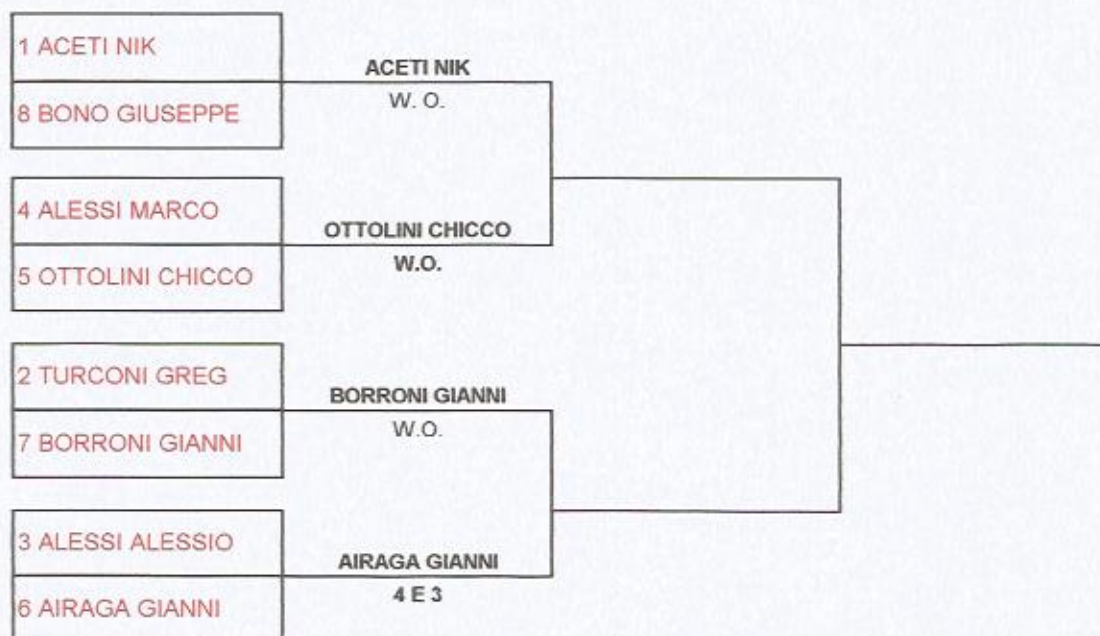 1 ACETI NIK
8 BONO GIUSEPPE
ACETI NIK
W. O.
4 ALESSI MARCO
5 OTTOLINI CHICCO
OTTOLINI CHICCO
W.O.
2 TURCONI GREG
7 BORRONI GIANNI
BORRONI GIANNI
W.O.
3 ALESSI ALESSIO
6 AIRAGA GIANNI
AIRAGA GIANNI
4 E 3